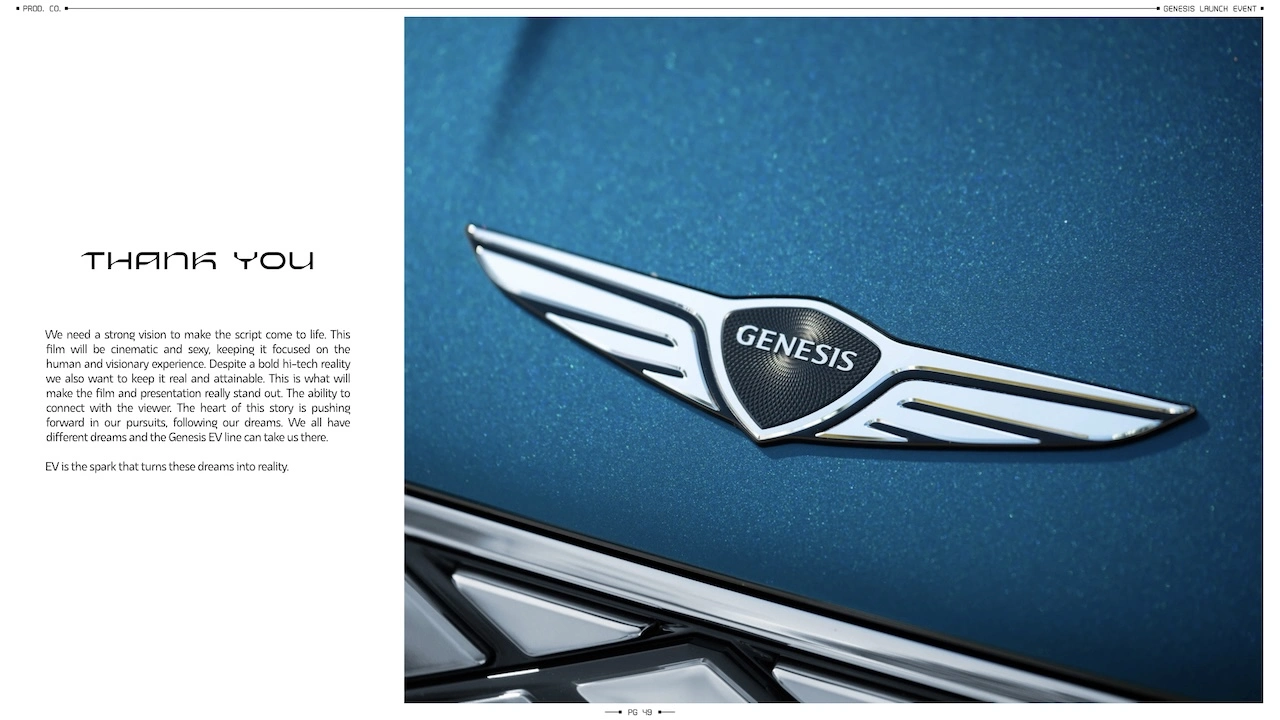 PROD. CO.
GENESIS LAUNCH EVENT
THANK YOU
We need a strong vision to make the script come to life. This
film will be cinematic and sexy, keeping it focused on the
human and visionary experience. Despite a bold hi-tech reality
we also want to keep it real and attainable. This is what will
make the film and presentation really stand out. The ability to
connect with the viewer. The heart of this story is pushing
forward in our pursuits, following our dreams. We all have
different dreams and the Genesis EV line can take us there.
EV is the spark that turns these dreams into reality.
GENESIS
PG 49